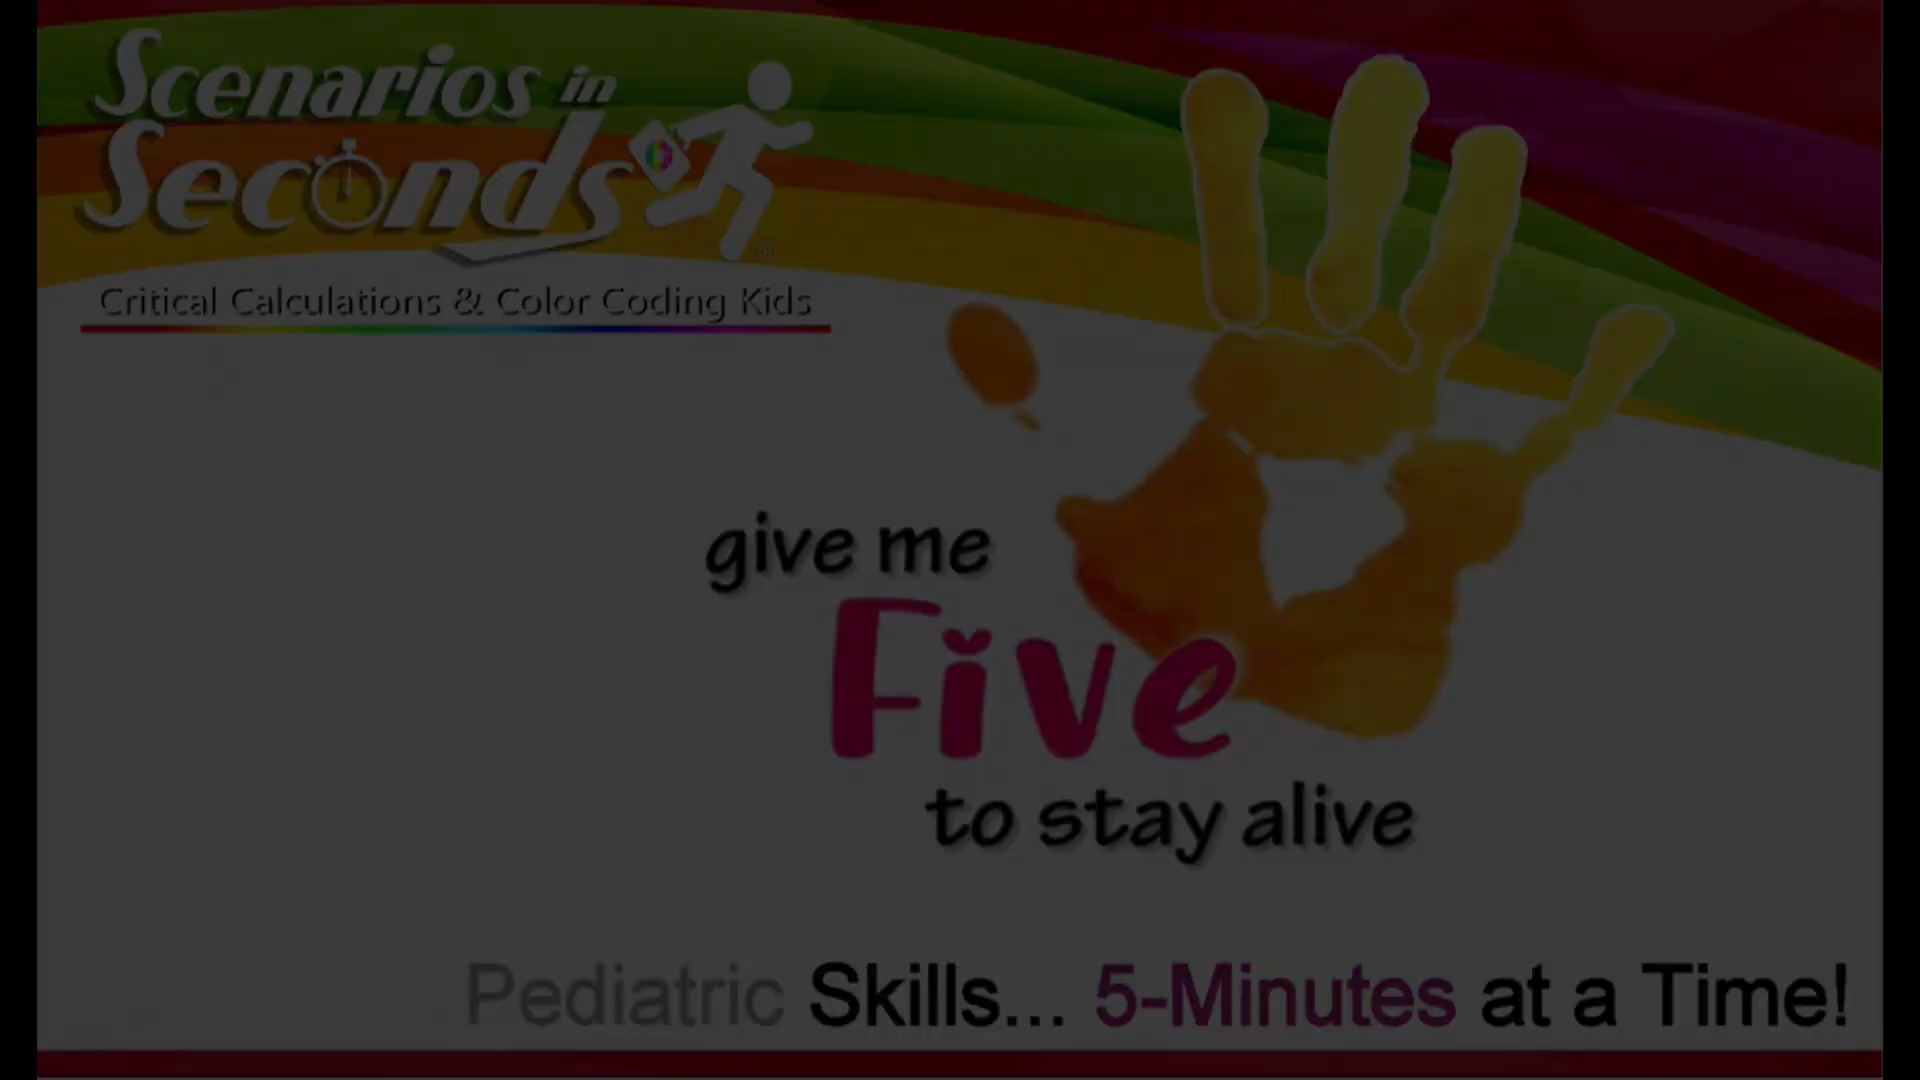 Scenarios in
Seconds
Critical Calculations & Color Coding Kids
give me
Five
to stay alive
Pediatric Skills... 5-Minutes at a Time!